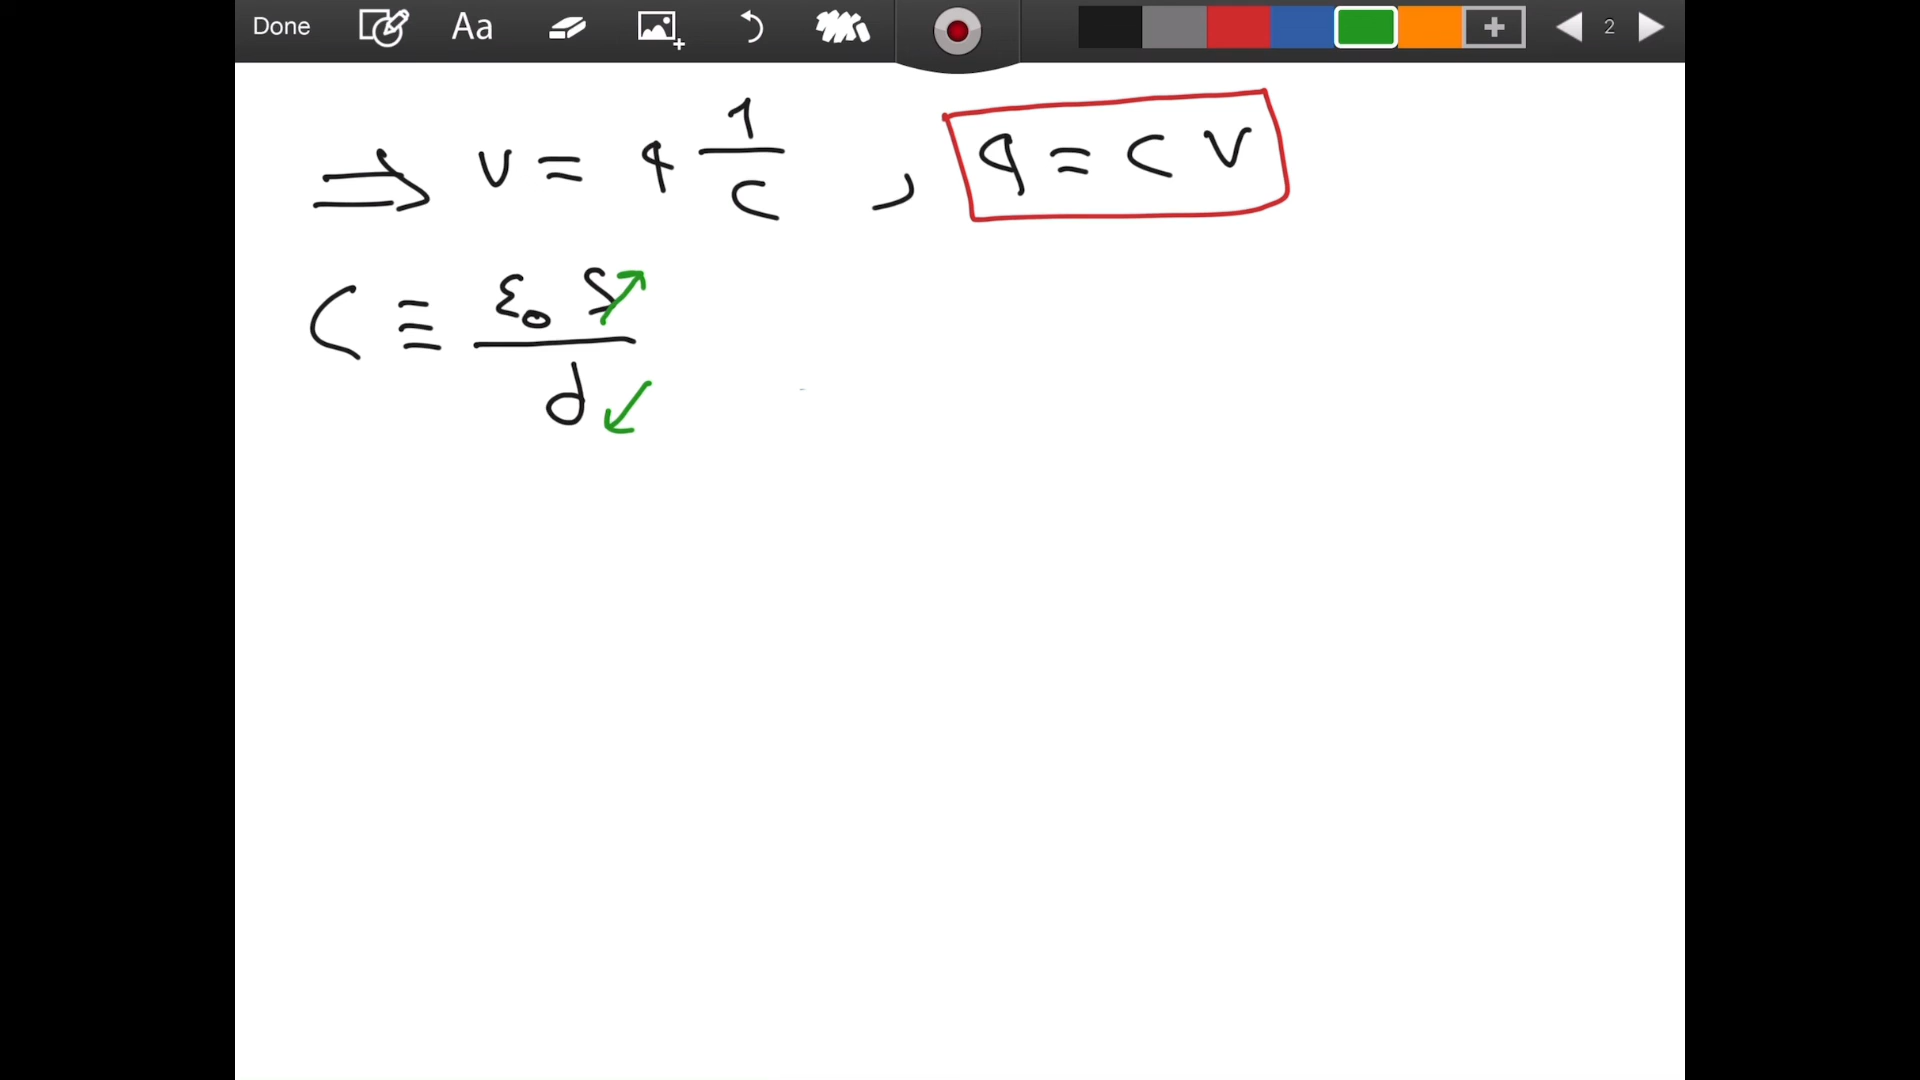 Done Aa 2
⇒ v = q 1/C , q = C V
C ≡ ε₀ S / d